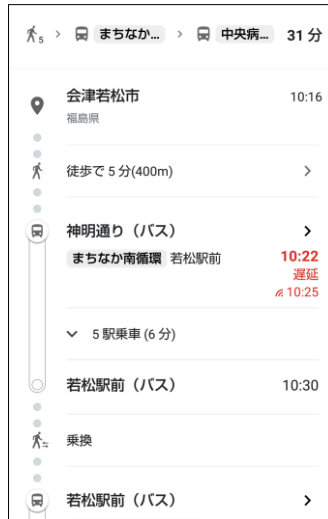 5 まちなか... 中央病... 31 分
会津若松市 10:16
福島県
徒歩で 5 分(400m)
神明通り（バス）
まちなか南循環 若松駅前 10:22
遅延
10:25
5 駅乗車 (6 分)
若松駅前（バス） 10:30
乗換
若松駅前（バス）